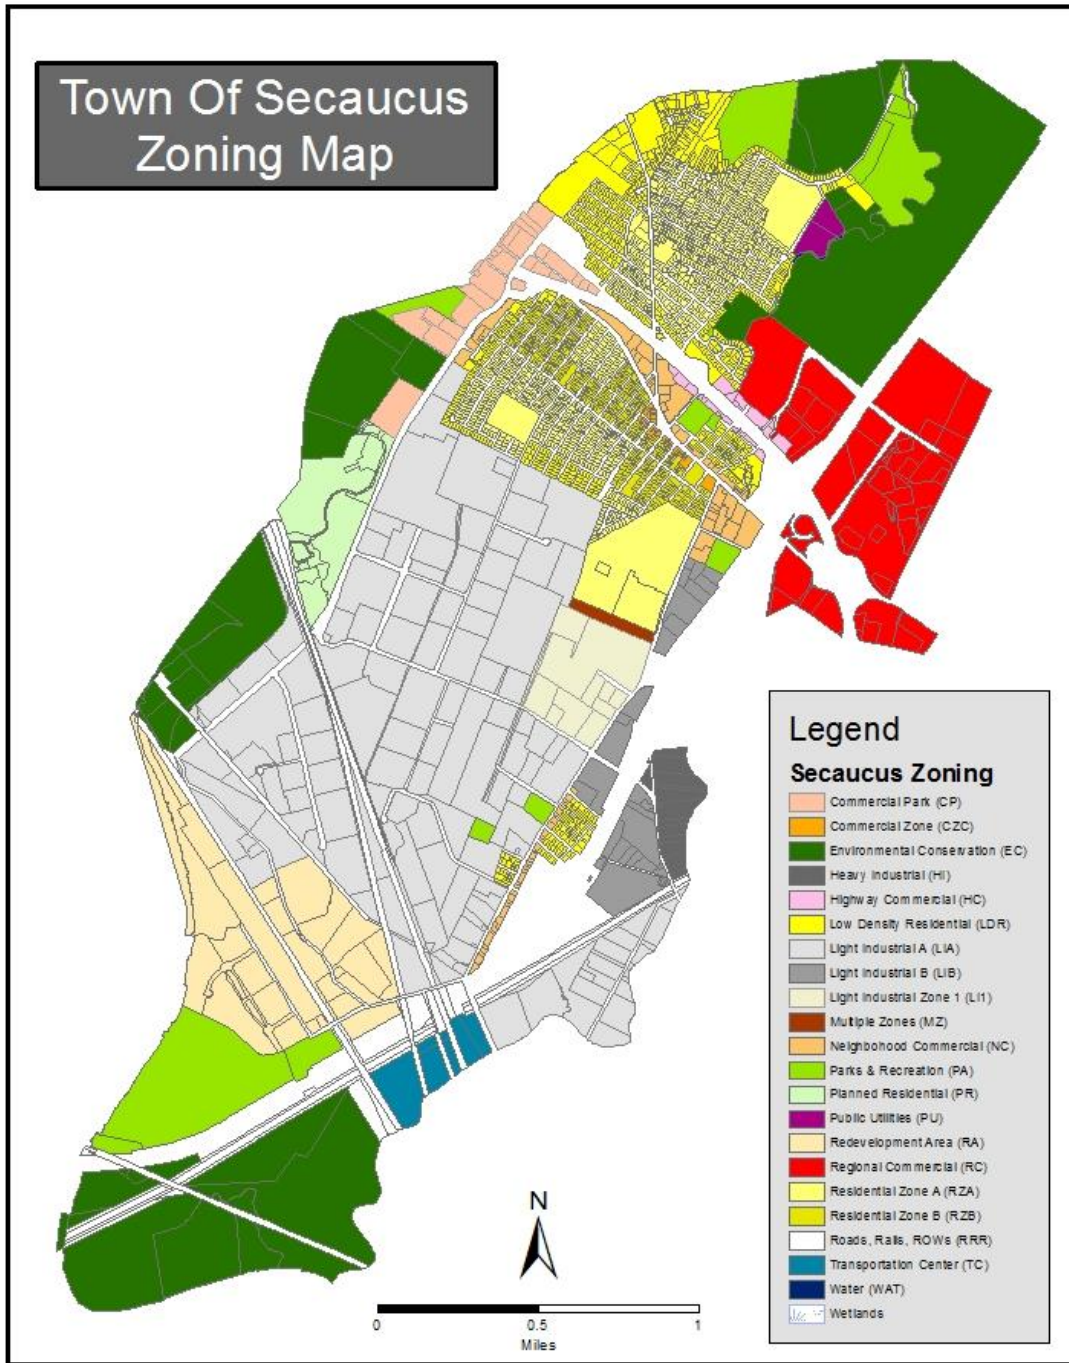 Town Of Secaucus
Zoning Map
Legend
Secaucus Zoning
Commercial Park (CP)
Commercial Zone (CZC)
Environmental Conservation (EC)
Heavy Industrial (HI)
Highway Commercial (HC)
Low Density Residential (LDR)
Light Industrial A (LIA)
Light Industrial B (LIB)
Light Industrial Zone 1 (LI1)
Multiple Zones (MZ)
Neighbohood Commercial (NC)
Parks & Recreation (PA)
Planned Residential (PR)
Public Utilities (PU)
Redevelopment Area (RA)
Regional Commercial (RC)
Residential Zone A (RZA)
Residential Zone B (RZB)
Roads, Rails, ROWs (RRR)
Transportation Center (TC)
Water (WAT)
Wetlands
N
0 0.5 1
Miles